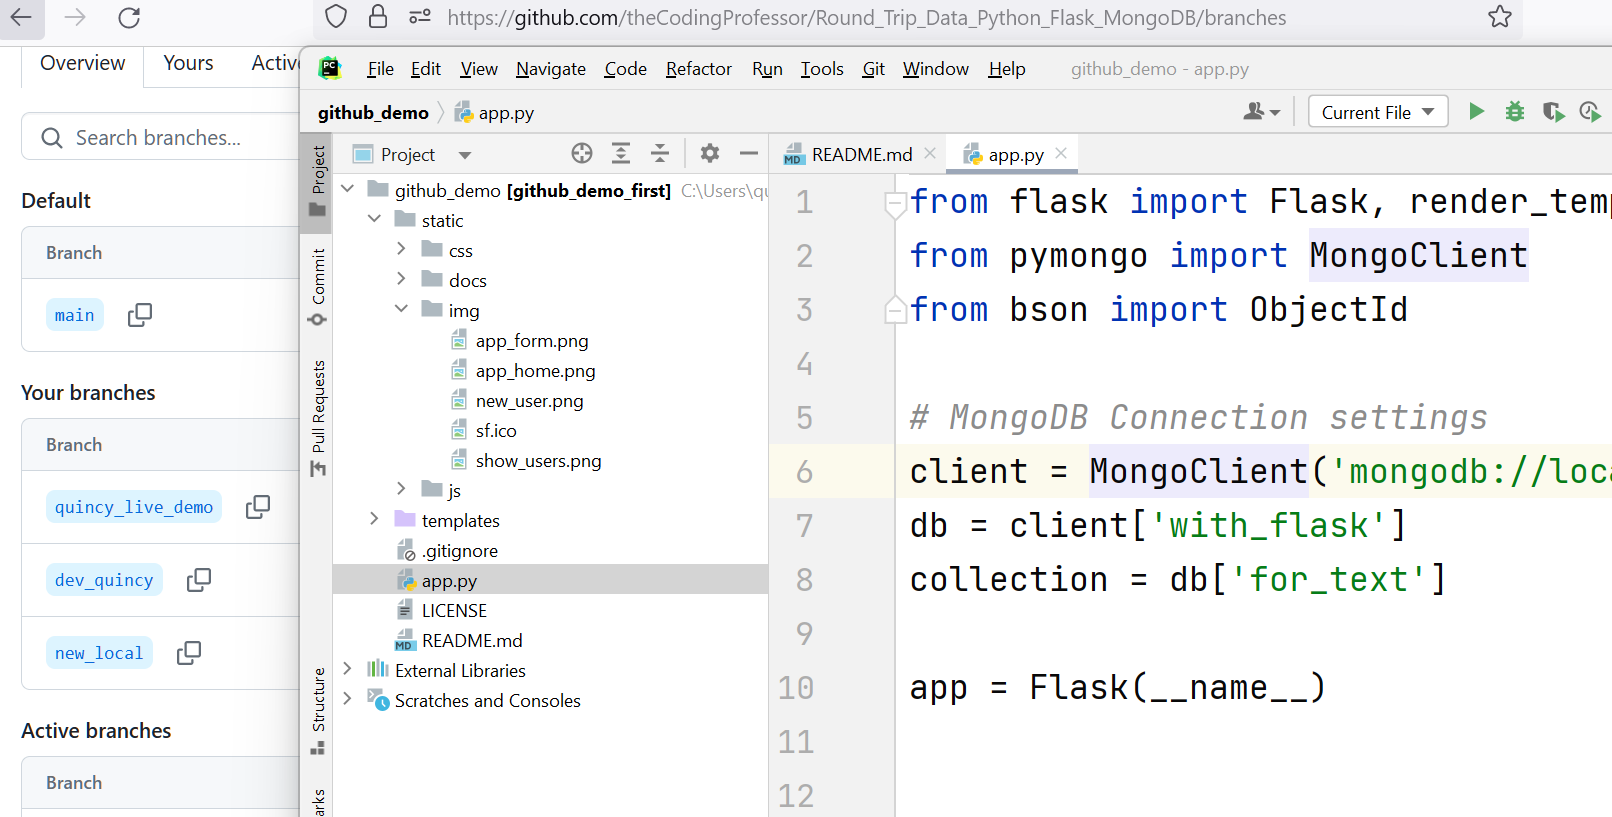 https://github.com/theCodingProfessor/Round_Trip_Data_Python_Flask_MongoDB/branches
Overview Yours Active
Search branches...
Default
Branch
main
Your branches
Branch
quincy_live_demo
dev_quincy
new_local
Active branches
Branch
PC File Edit View Navigate Code Refactor Run Tools Git Window Help github_demo - app.py
github_demo app.py Current File
Project
Commit
Pull Requests
Structure
Project
github_demo [github_demo_first] C:\Users\qu
static
css
docs
img
app_form.png
app_home.png
new_user.png
sf.ico
show_users.png
js
templates
.gitignore
app.py
LICENSE
MD README.md
External Libraries
Scratches and Consoles
MD README.md app.py
1 from flask import Flask, render_temp
2 from pymongo import MongoClient
3 from bson import ObjectId
4
5 # MongoDB Connection settings
6 client = MongoClient('mongodb://loca
7 db = client['with_flask']
8 collection = db['for_text']
9
10 app = Flask(__name__)
11
12